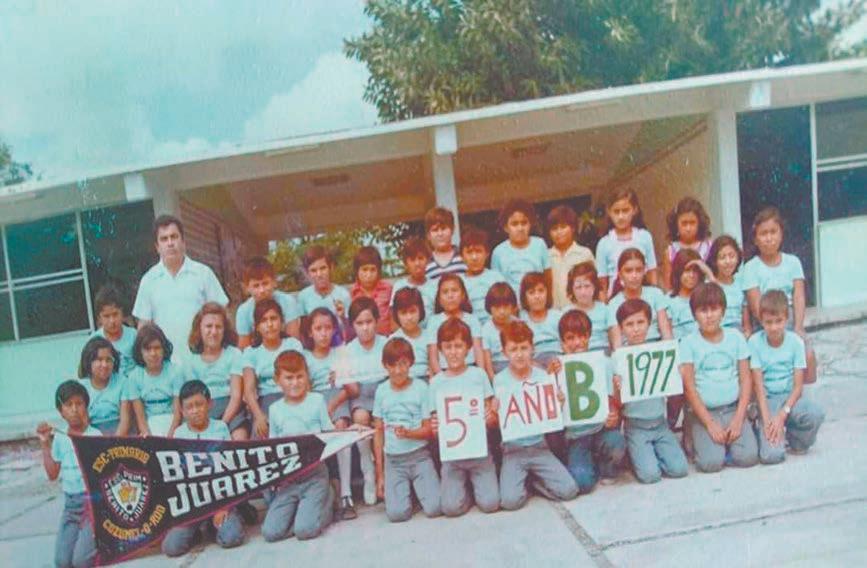 ESC. PRIMARIA
BENITO
JUAREZ
COZUMEL-Q-ROO
5º AÑO B 1977